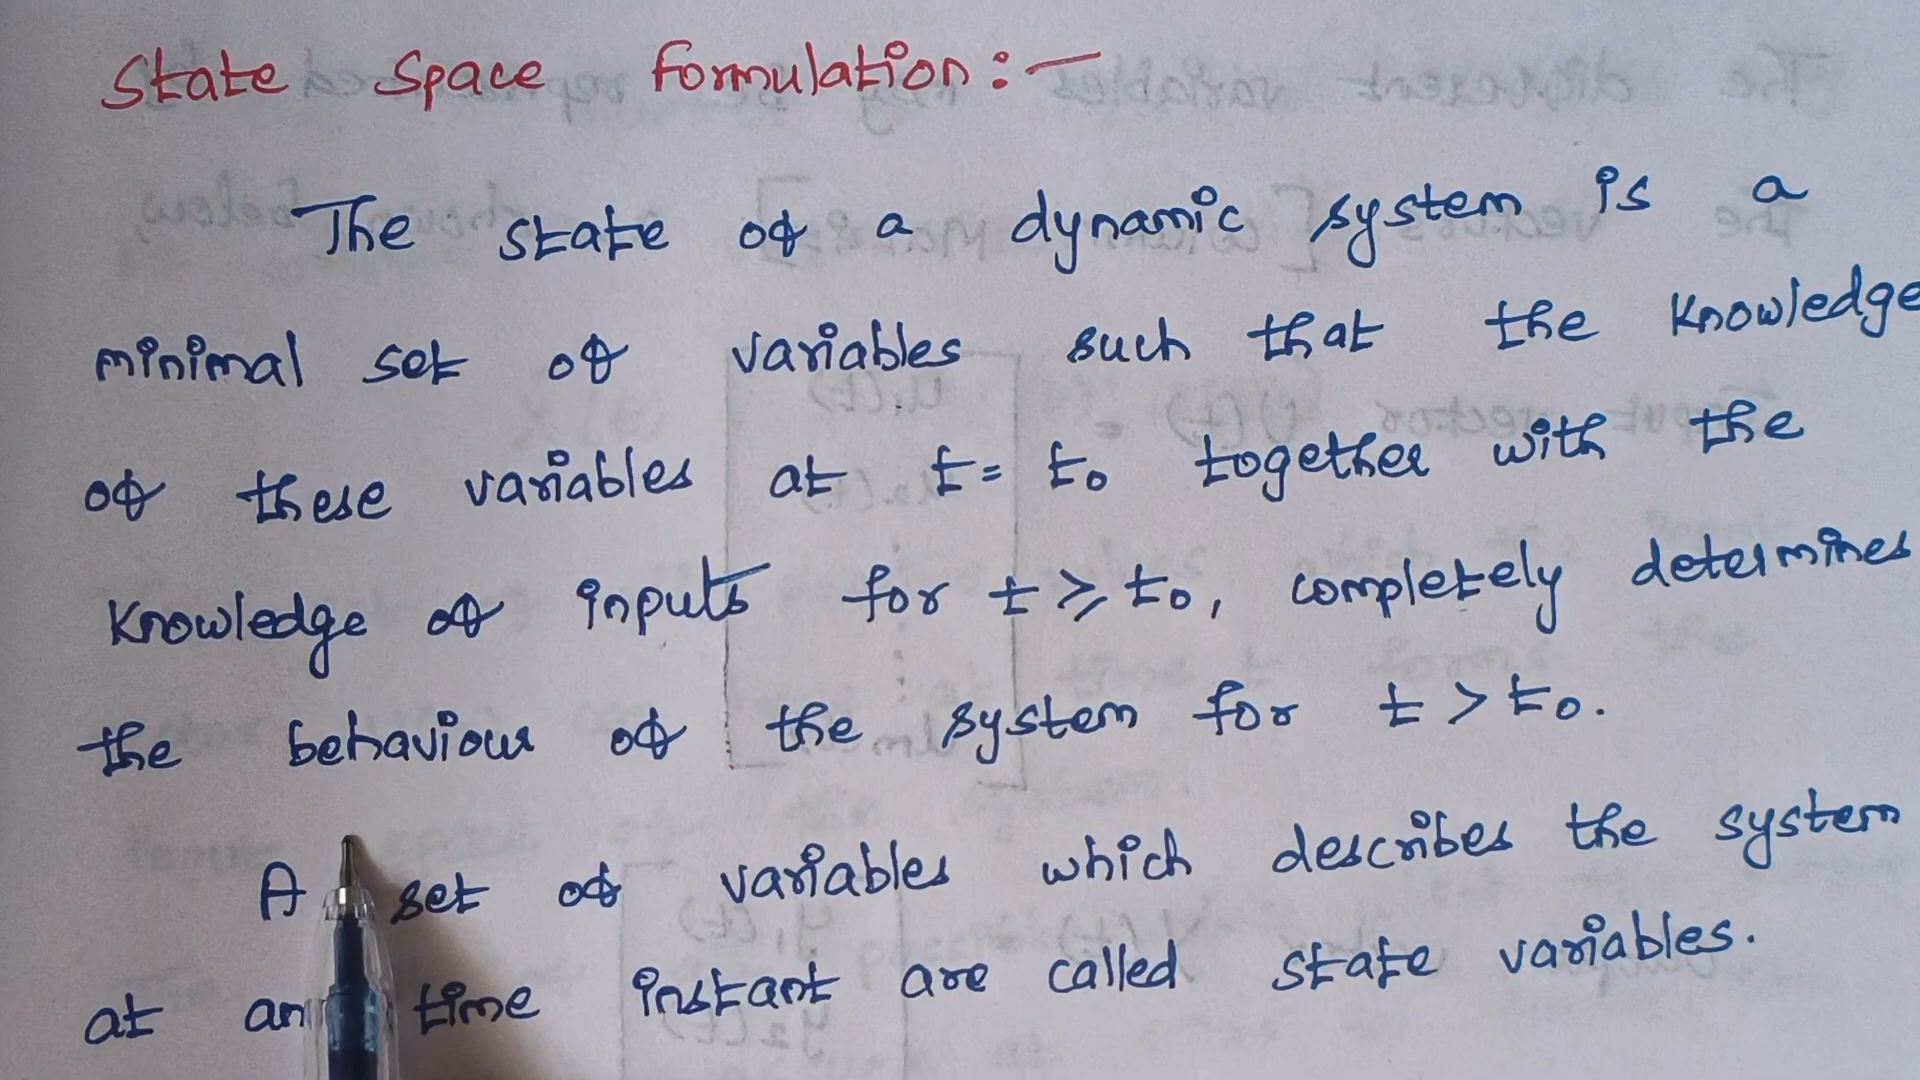 State Space formulation:-
The state of a dynamic system is a
minimal set of variables such that the knowledge
of these variables at t = t₀ together with the
knowledge of inputs for t ≥ t₀, completely determines
the behaviour of the system for t > t₀.
A set of variables which describes the system
at time instant are called state variables.